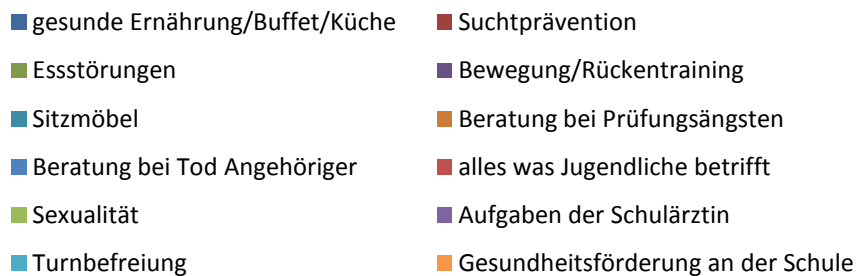 gesunde Ernährung/Buffet/Küche
Suchtprävention
Essstörungen
Bewegung/Rückentraining
Sitzmöbel
Beratung bei Prüfungsängsten
Beratung bei Tod Angehöriger
alles was Jugendliche betrifft
Sexualität
Aufgaben der Schulärztin
Turnbefreiung
Gesundheitsförderung an der Schule